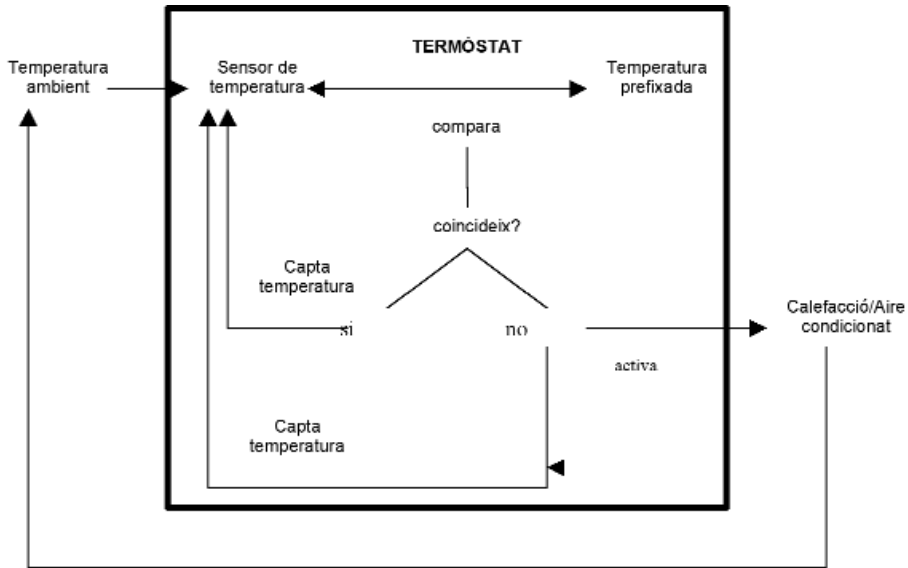 TERMÒSTAT
Temperatura
ambient
Sensor de
temperatura
Temperatura
prefixada
compara
coincideix?
Capta
temperatura
si
no
Calefacció/Aire
condicionat
activa
Capta
temperatura